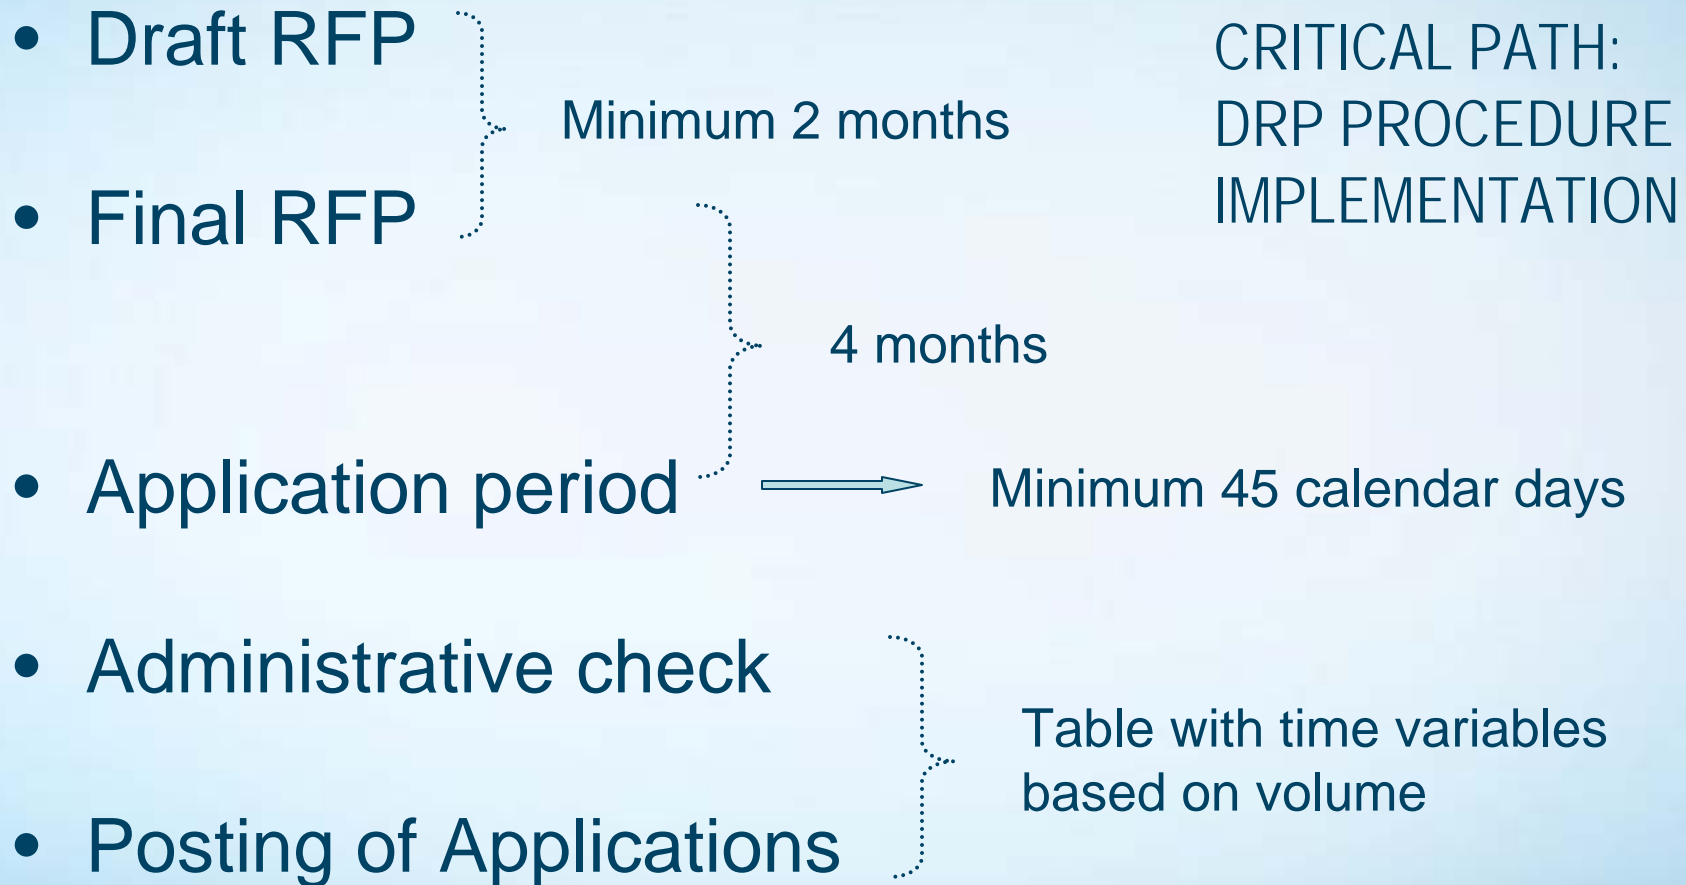 • Draft RFP
CRITICAL PATH:
DRP PROCEDURE
IMPLEMENTATION
Minimum 2 months
• Final RFP
4 months
• Application period
Minimum 45 calendar days
• Administrative check
Table with time variables
based on volume
• Posting of Applications